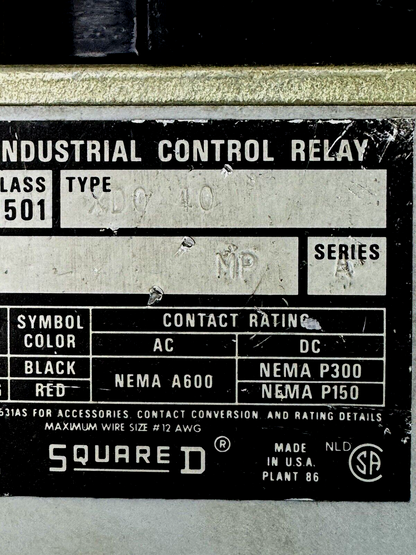 INDUSTRIAL CONTROL RELAY
LASS TYPE
501 XDO 40
MP SERIES
A
SYMBOL COLOR CONTACT RATING
AC DC
BLACK NEMA A600 NEMA P300
RED NEMA P150
631AS FOR ACCESSORIES. CONTACT CONVERSION, AND RATING DETAILS
MAXIMUM WIRE SIZE #12 AWG
SQUARE D ® MADE IN U.S.A. NLD SA
PLANT 86